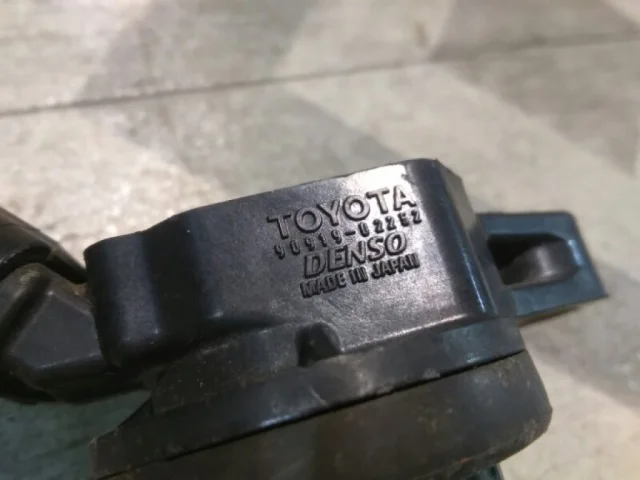 TOYOTA
90919-02252
DENSO
MADE IN JAPAN